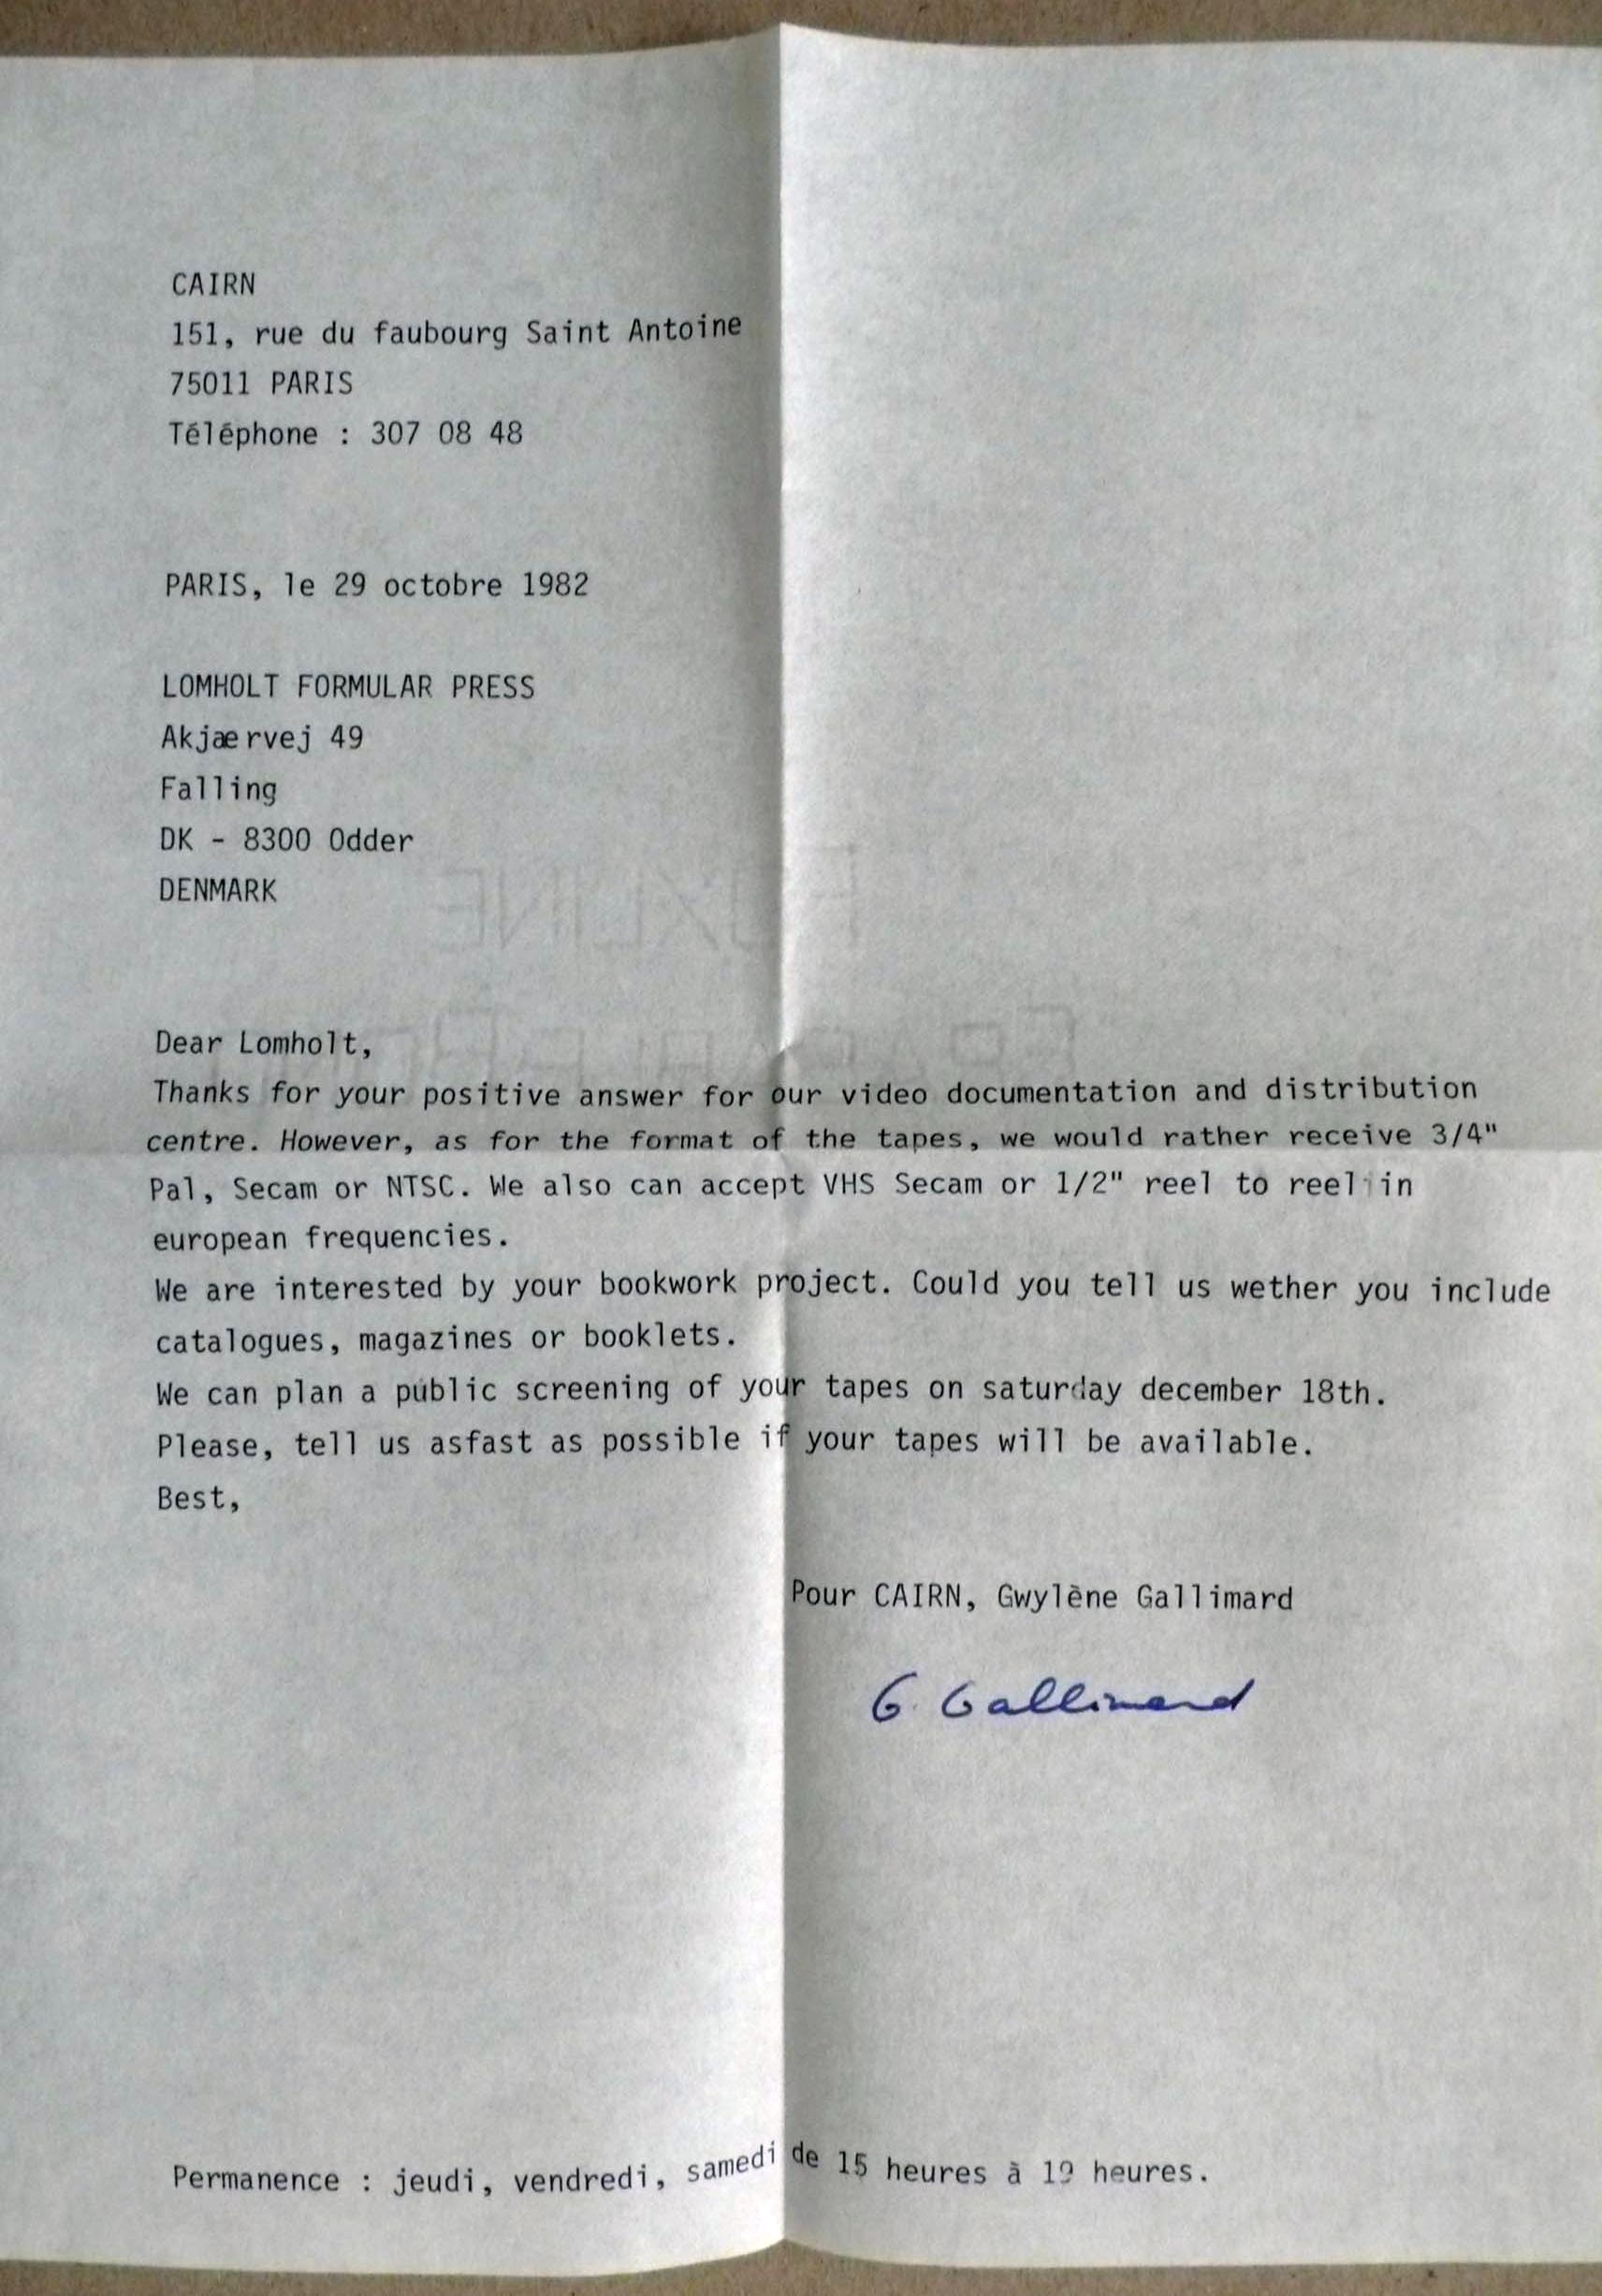 CAIRN
151, rue du faubourg Saint Antoine
75011 PARIS
Téléphone : 307 08 48
PARIS, le 29 octobre 1982
LOMHOLT FORMULAR PRESS
Akjærvej 49
Falling
DK - 8300 Odder
DENMARK
Dear Lomholt,
Thanks for your positive answer for our video documentation and distribution
centre. However, as for the format of the tapes, we would rather receive 3/4"
Pal, Secam or NTSC. We also can accept VHS Secam or 1/2" reel to reel in
european frequencies.
We are interested by your bookwork project. Could you tell us wether you include
catalogues, magazines or booklets.
We can plan a public screening of your tapes on saturday december 18th.
Please, tell us asfast as possible if your tapes will be available.
Best,
Pour CAIRN, Gwylène Gallimard
G. Gallimard
Permanence : jeudi, vendredi, samedi de 15 heures à 19 heures.